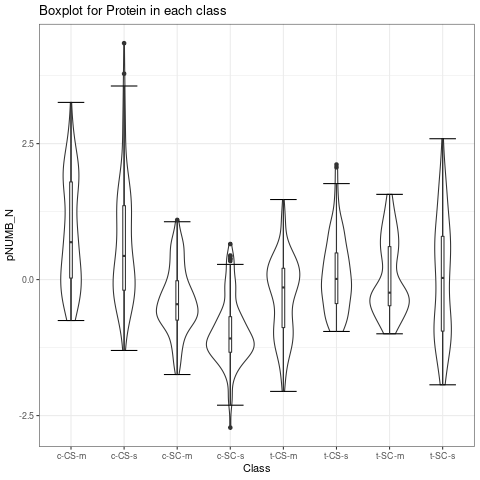 Boxplot for Protein in each class
pNUMB_N
2.5
0.0
-2.5
c-CS-m c-CS-s c-SC-m c-SC-s t-CS-m t-CS-s t-SC-m t-SC-s
Class